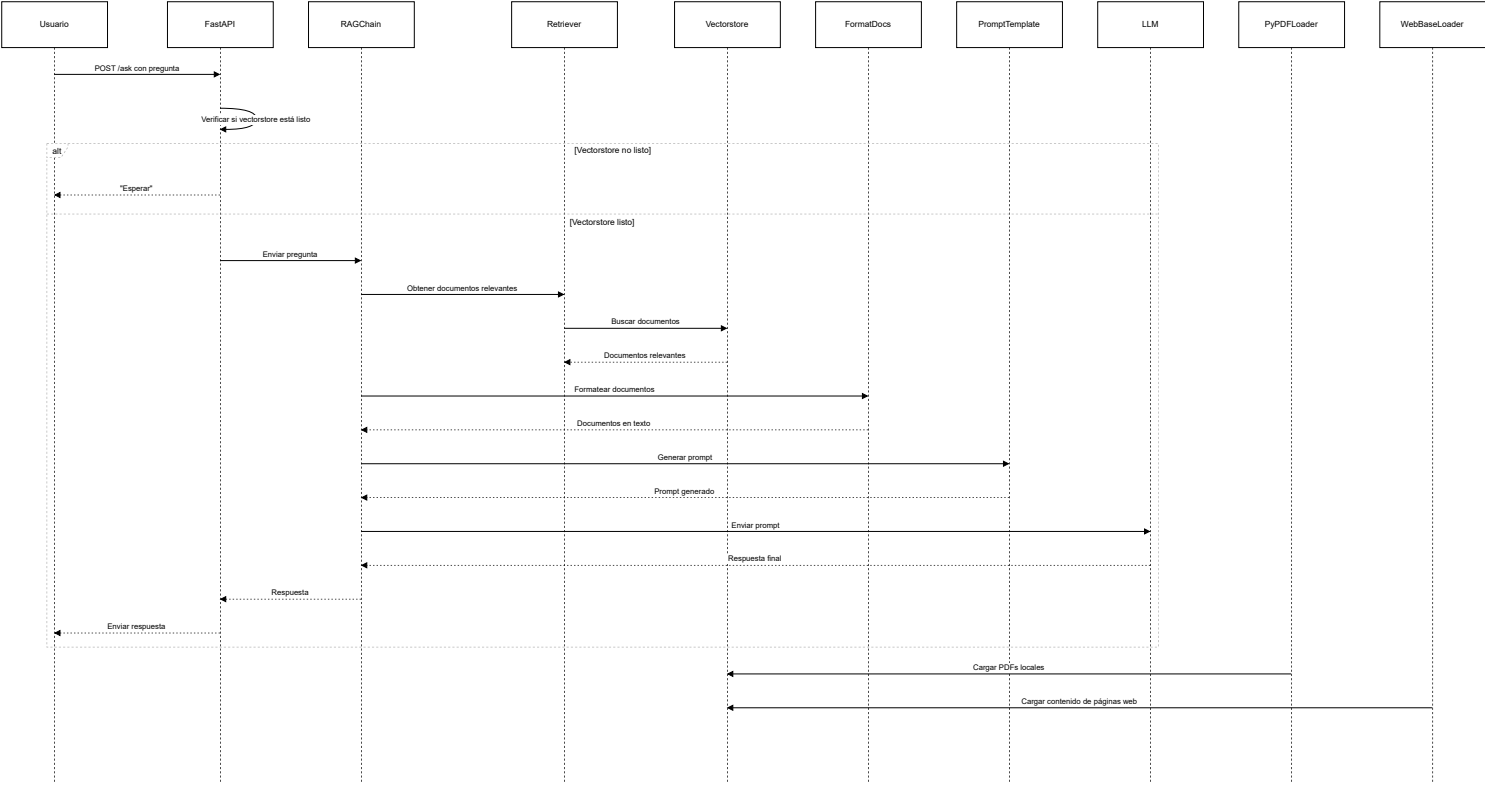 Usuario
FastAPI
RAGChain
Retriever
Vectorstore
FormatDocs
PromptTemplate
LLM
PyPDFLoader
WebBaseLoader
POST /ask con pregunta
Verificar si vectorstore está listo
alt
[Vectorstore no listo]
"Esperar"
[Vectorstore listo]
Enviar pregunta
Obtener documentos relevantes
Buscar documentos
Documentos relevantes
Formatear documentos
Documentos en texto
Generar prompt
Prompt generado
Enviar prompt
Respuesta final
Respuesta
Enviar respuesta
Cargar PDFs locales
Cargar contenido de páginas web